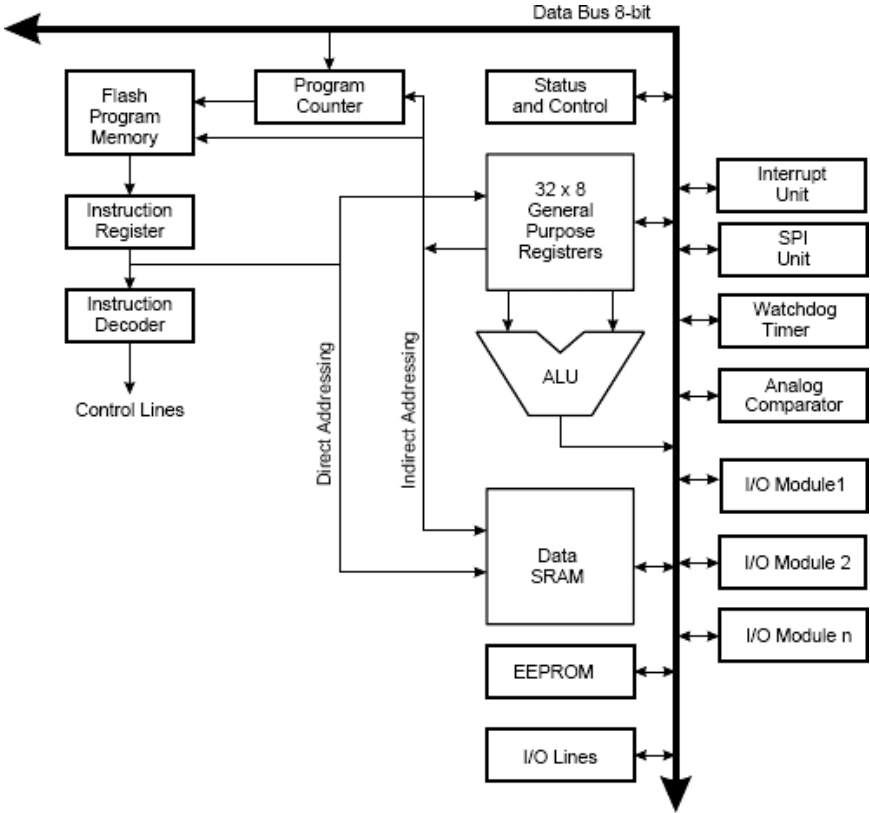 Data Bus 8-bit
Flash
Program
Memory
Program
Counter
Status
and Control
32 x 8
General
Purpose
Registrers
Interrupt
Unit
Instruction
Register
SPI
Unit
Instruction
Decoder
Watchdog
Timer
Control Lines
Direct Addressing
Indirect Addressing
ALU
Analog
Comparator
I/O Module1
Data
SRAM
I/O Module 2
I/O Module n
EEPROM
I/O Lines